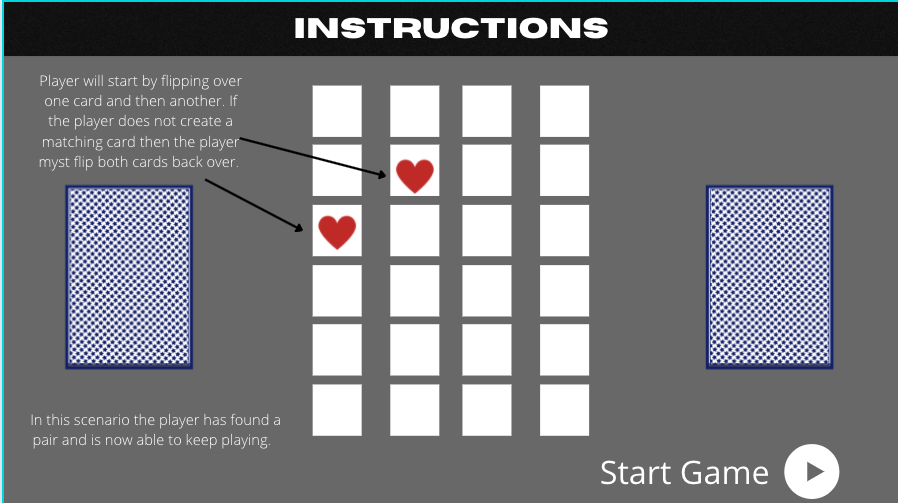 INSTRUCTIONS
Player will start by flipping over
one card and then another. If
the player does not create a
matching card then the player
myst flip both cards back over.
In this scenario the player has found a
pair and is now able to keep playing.
Start Game